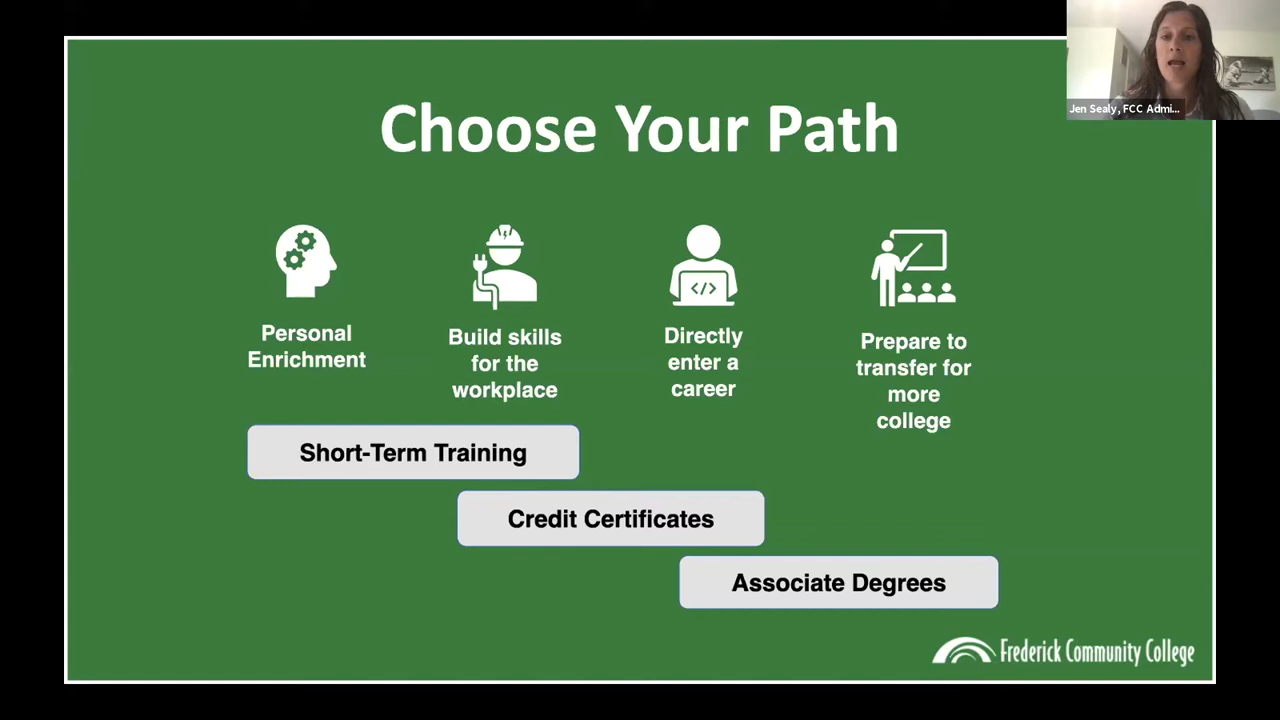 Choose Your Path
Jen Sealy, FCC Admi...
</>
Personal
Enrichment
Build skills
for the
workplace
Directly
enter a
career
Prepare to
transfer for
more
college
Short-Term Training
Credit Certificates
Associate Degrees
Frederick Community College